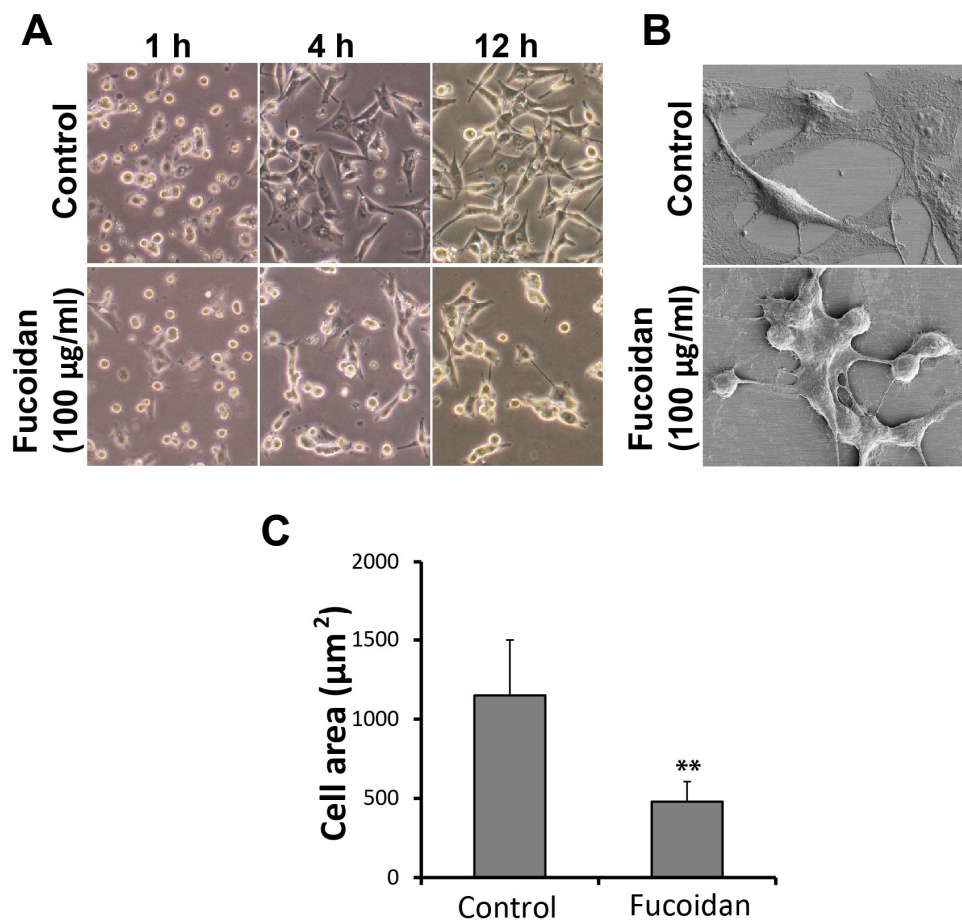 A
B
1 h 4 h 12 h
Control
Control
Fucoidan
(100 μg/ml)
Fucoidan
(100 μg/ml)
C
2000
1500
1000
500
0
Cell area (μm²)
**
Control Fucoidan